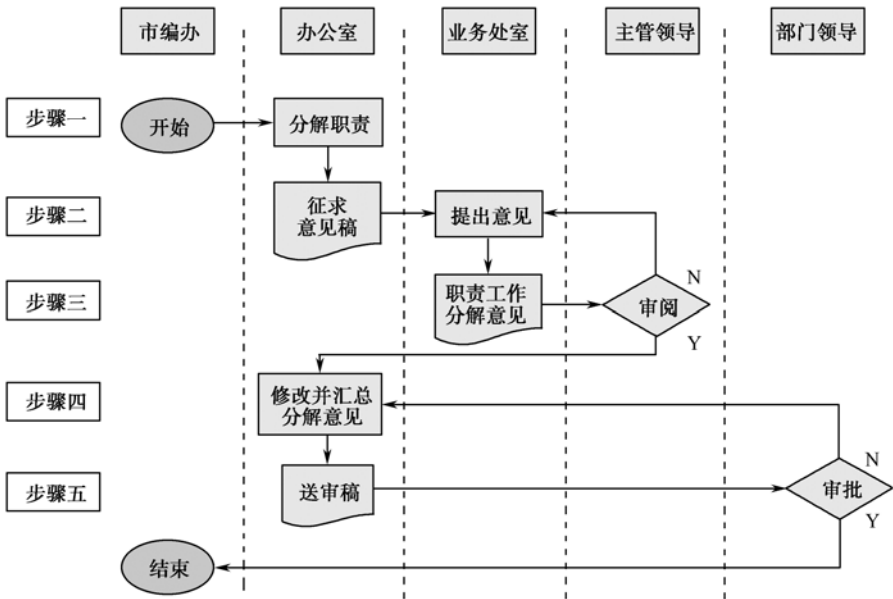 市编办
办公室
业务处室
主管领导
部门领导
步骤一
开始
分解职责
步骤二
征求
意见稿
提出意见
N
步骤三
职责工作
分解意见
审阅
Y
步骤四
修改并汇总
分解意见
N
步骤五
送审稿
审批
Y
结束